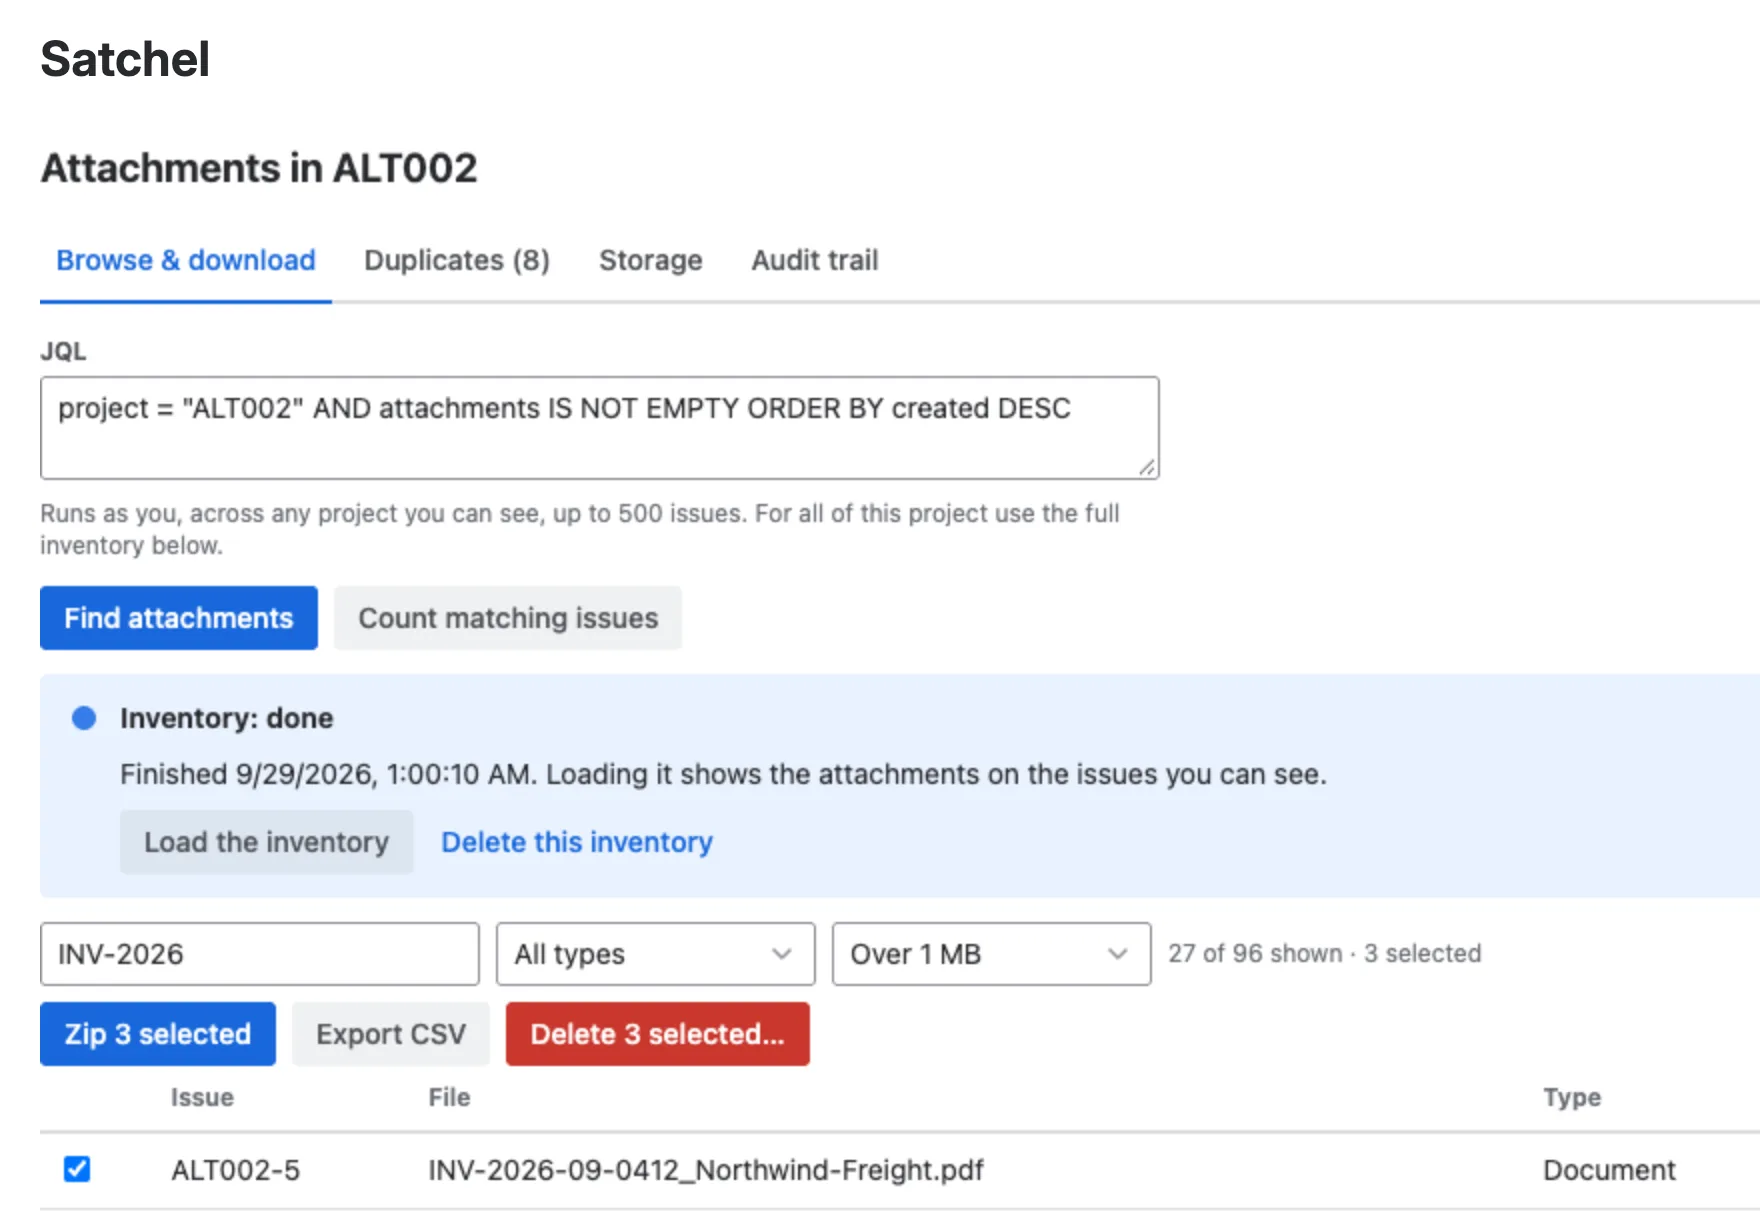 Satchel
Attachments in ALT002
Browse & download Duplicates (8) Storage Audit trail
JQL
project = "ALT002" AND attachments IS NOT EMPTY ORDER BY created DESC
Runs as you, across any project you can see, up to 500 issues. For all of this project use the full
inventory below.
Find attachments Count matching issues
Inventory: done
Finished 9/29/2026, 1:00:10 AM. Loading it shows the attachments on the issues you can see.
Load the inventory Delete this inventory
INV-2026 All types Over 1 MB 27 of 96 shown · 3 selected
Zip 3 selected Export CSV Delete 3 selected...
Issue File Type
ALT002-5 INV-2026-09-0412_Northwind-Freight.pdf Document